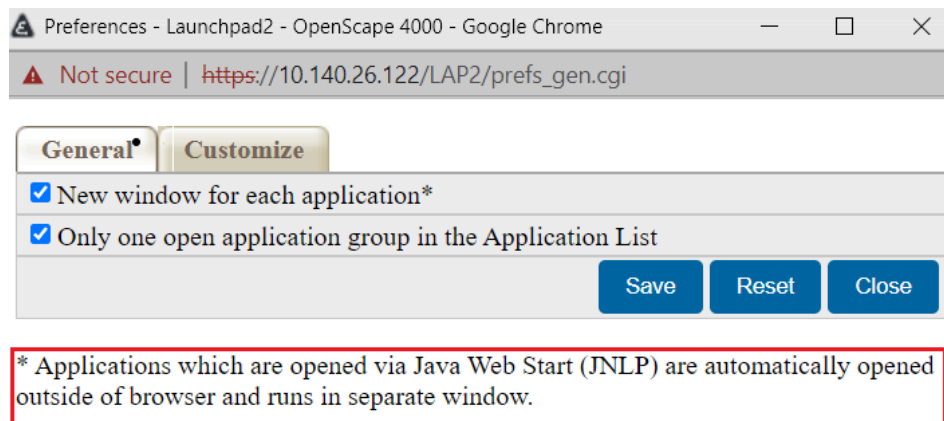 Preferences - Launchpad2 - OpenScape 4000 - Google Chrome
Not secure | https://10.140.26.122/LAP2/prefs_gen.cgi
General Customize
New window for each application*
Only one open application group in the Application List
Save Reset Close
* Applications which are opened via Java Web Start (JNLP) are automatically opened
outside of browser and runs in separate window.